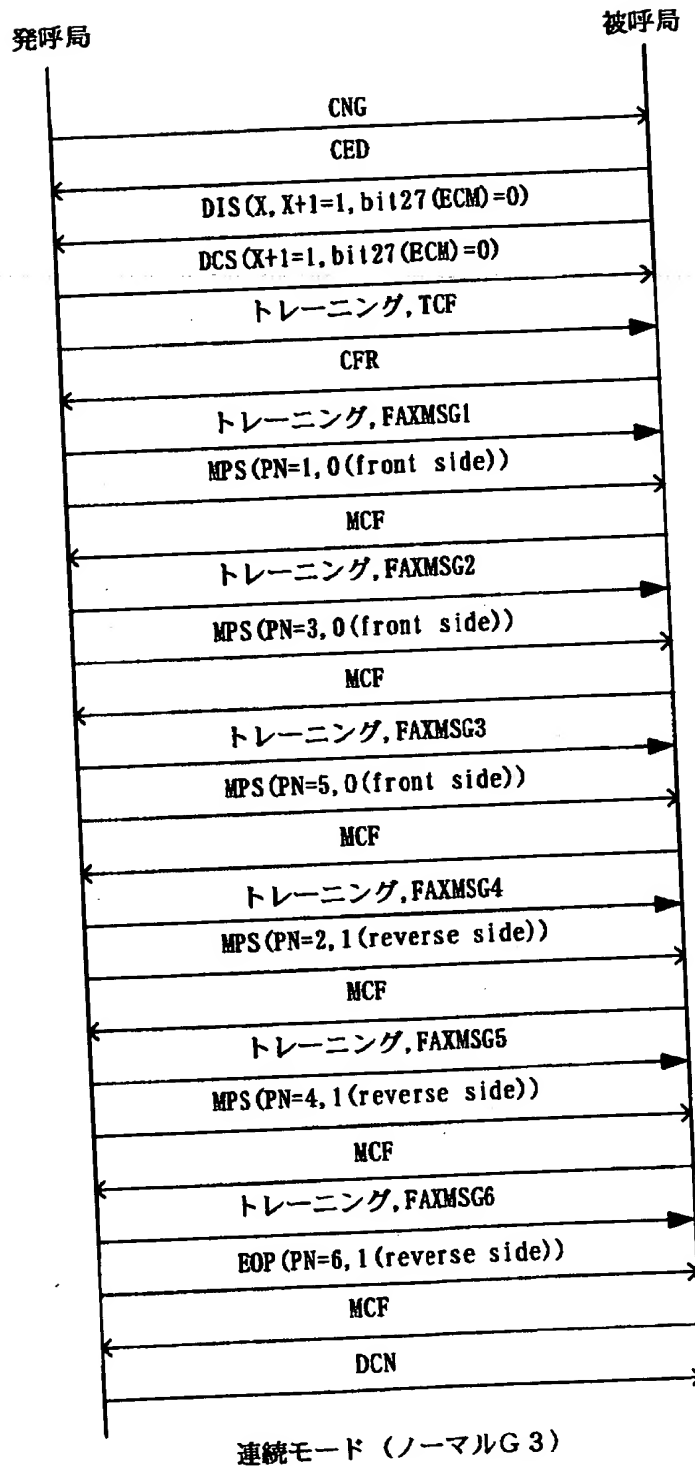 発呼局
被呼局
CNG
CED
DIS(X,X+1=1,bit27(ECM)=0)
DCS(X+1=1,bit27(ECM)=0)
トレーニング,TCF
CFR
トレーニング,FAXMSG1
MPS(PN=1,0(front side))
MCF
トレーニング,FAXMSG2
MPS(PN=3,0(front side))
MCF
トレーニング,FAXMSG3
MPS(PN=5,0(front side))
MCF
トレーニング,FAXMSG4
MPS(PN=2,1(reverse side))
MCF
トレーニング,FAXMSG5
MPS(PN=4,1(reverse side))
MCF
トレーニング,FAXMSG6
EOP(PN=6,1(reverse side))
MCF
DCN
連続モード（ノーマルG3）